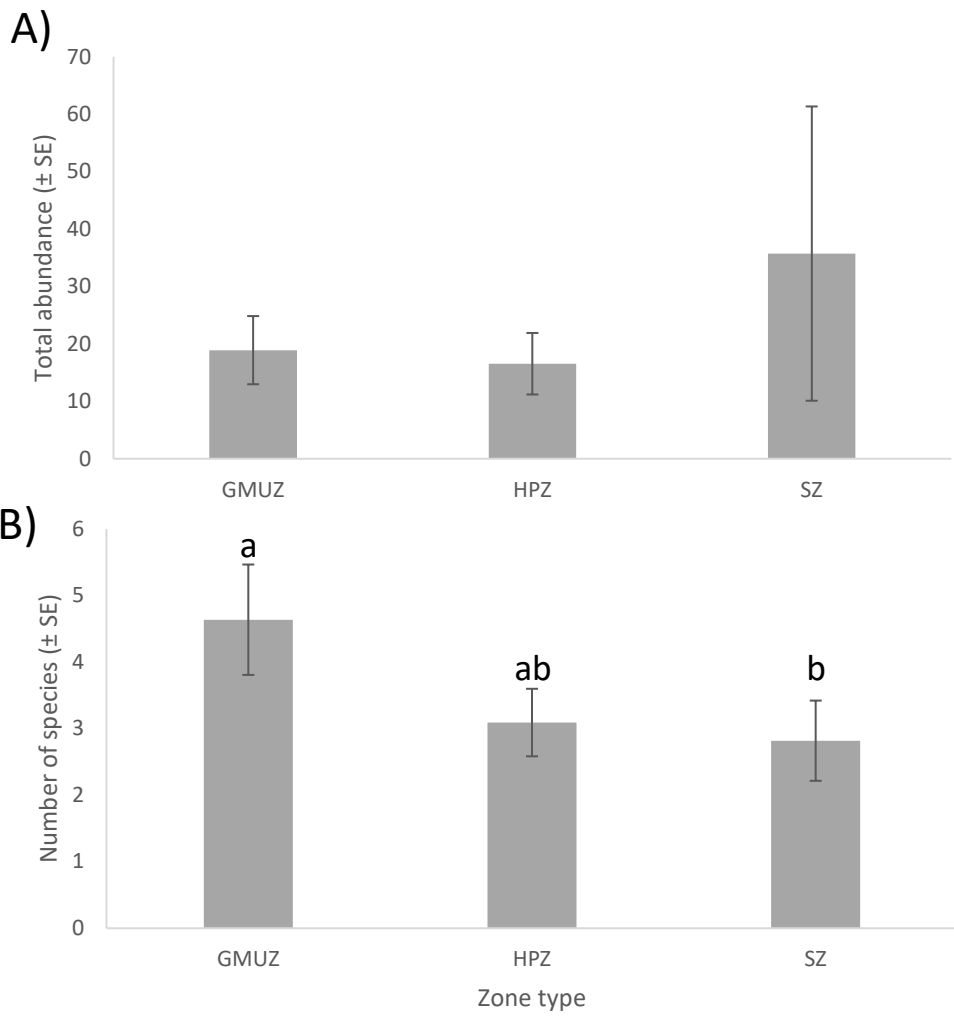 A)
Total abundance (± SE)
70
60
50
40
30
20
10
0
GMUZ HPZ SZ
B)
Number of species (± SE)
6
5
4
3
2
1
0
a
ab
b
GMUZ HPZ SZ
Zone type